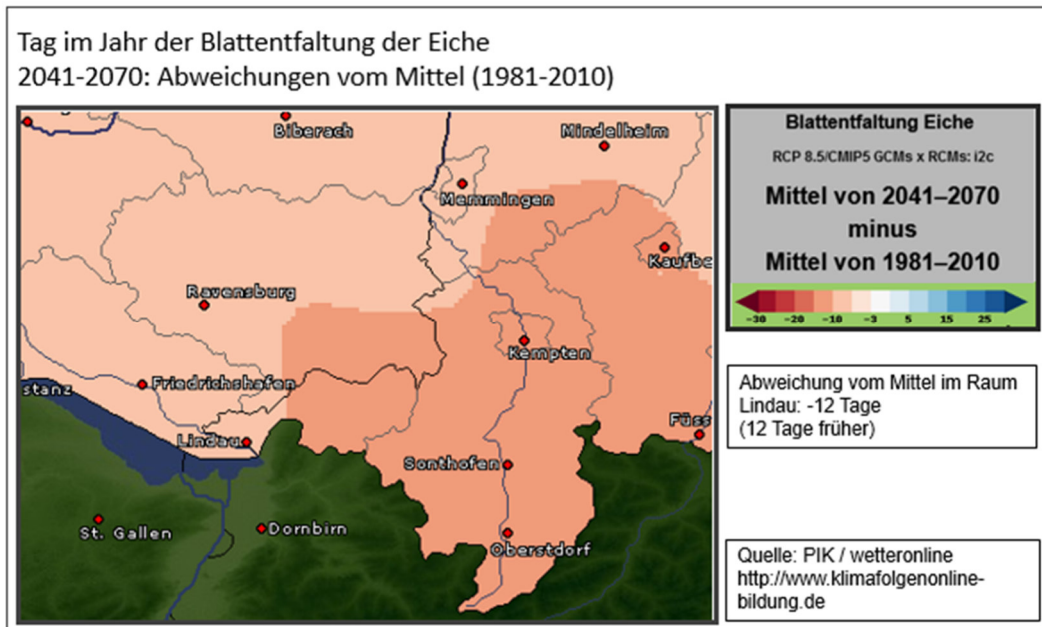 Tag im Jahr der Blattentfaltung der Eiche
2041-2070: Abweichungen vom Mittel (1981-2010)
Biberach
Mindelheim
Memmingen
Kaufbc
Ravensburg
Kempten
Friedrichshafen
stanz
Füss
Lindau
Sonthofen
St. Gallen
Dornbirn
Oberstdorf
Blattentfaltung Eiche
RCP 8.5/CMIP5 GCMs x RCMs: i2c
Mittel von 2041–2070
minus
Mittel von 1981–2010
-30 -20 -10 -3 5 15 25
Abweichung vom Mittel im Raum
Lindau: -12 Tage
(12 Tage früher)
Quelle: PIK / wetteronline
http://www.klimafolgenonline-
bildung.de